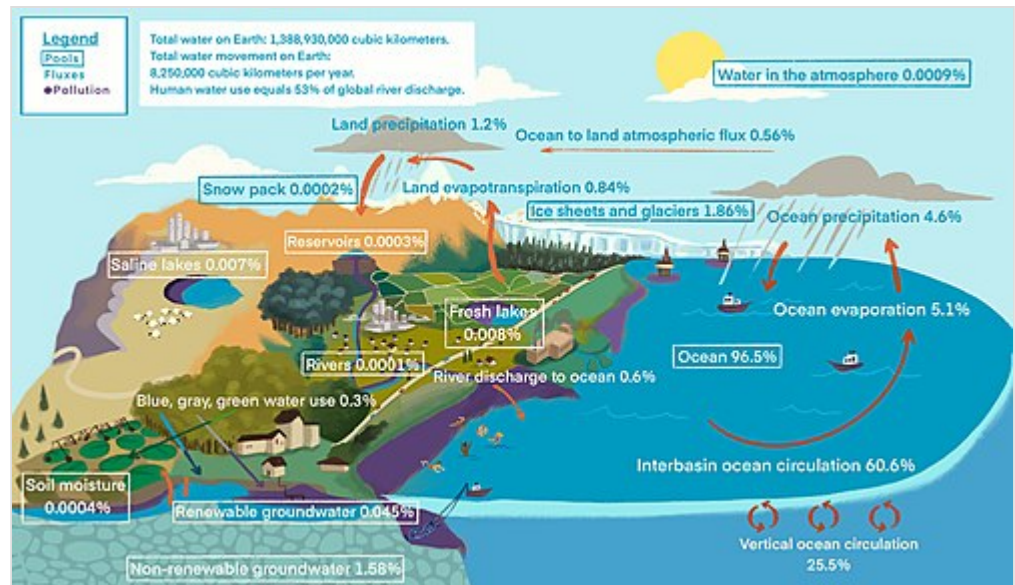 Legend
Pools
Fluxes
Pollution
Total water on Earth: 1,388,930,000 cubic kilometers.
Total water movement on Earth:
8,250,000 cubic kilometers per year.
Human water use equals 53% of global river discharge.
Water in the atmosphere 0.0009%
Land precipitation 1.2%
Ocean to land atmospheric flux 0.56%
Snow pack 0.0002%
Land evapotranspiration 0.84%
Ice sheets and glaciers 1.86%
Ocean precipitation 4.6%
Reservoirs 0.0003%
Saline lakes 0.007%
Fresh lakes
0.008%
Ocean evaporation 5.1%
Rivers 0.0001%
River discharge to ocean 0.6%
Ocean 96.5%
Blue, gray, green water use 0.3%
Interbasin ocean circulation 60.6%
Soil moisture
0.0004%
Renewable groundwater 0.045%
Vertical ocean circulation
25.5%
Non-renewable groundwater 1.58%